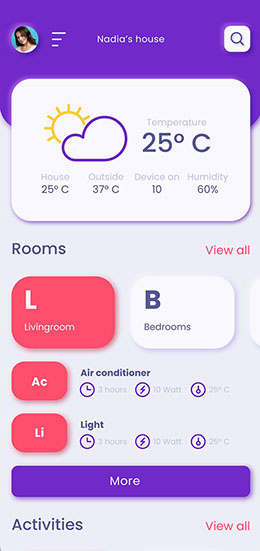 Nadia's house
Temperature
25° C
House Outside Device on Humidity
25° C 37° C 10 60%
Rooms View all
L B
Livingroom Bedrooms
Ac Air conditioner
3 hours 10 Watt 25° C
Li Light
3 hours 10 Watt 25° C
More
Activities View all